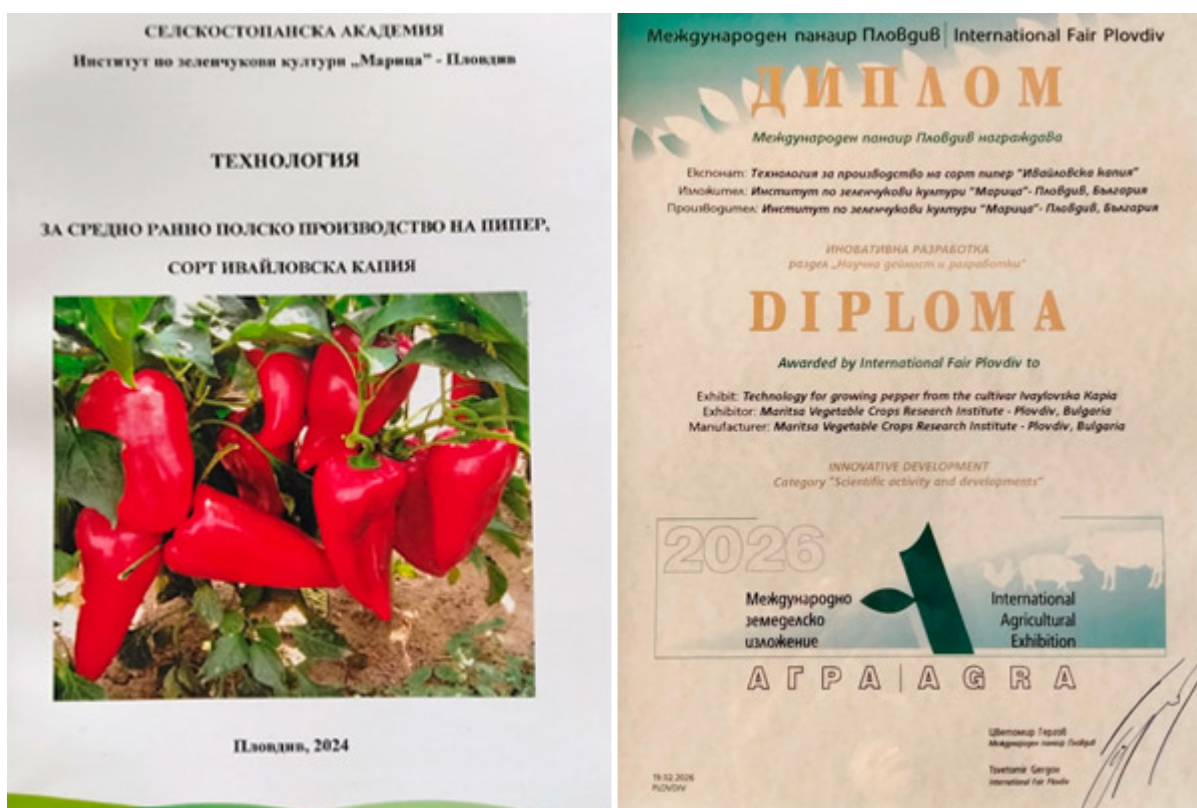 СЕЛСКОСТОПАНСКА АКАДЕМИЯ
Институт по зеленчукови култури „Марица” - Пловдив
ТЕХНОЛОГИЯ
ЗА СРЕДНО РАННО ПОЛСКО ПРОИЗВОДСТВО НА ПИПЕР,
СОРТ ИВАЙЛОВСКА КАПИЯ
Пловдив, 2024
Международен панаир Пловдив | International Fair Plovdiv
ДИПЛОМ
Международен панаир Пловдив награждава
Експонат: Технология за производство на сорт пипер "Ивайловска капия"
Изложител: Институт по зеленчукови култури "Марица"- Пловдив, България
Производител: Институт по зеленчукови култури "Марица"- Пловдив, България
ИНОВАТИВНА РАЗРАБОТКА
раздел „Научна дейност и разработки"
DIPLOMA
Awarded by International Fair Plovdiv to
Exhibit: Technology for growing pepper from the cultivar Ivaylovska Kapia
Exhibitor: Maritsa Vegetable Crops Research Institute - Plovdiv, Bulgaria
Manufacturer: Maritsa Vegetable Crops Research Institute - Plovdiv, Bulgaria
INNOVATIVE DEVELOPMENT
Category "Scientific activity and developments"
2026
Международно
земеделско
изложение
International
Agricultural
Exhibition
АГРА | AGRA
Цветомир Гергов
Международен панаир Пловдив
Tsvetomir Gergov
International Fair Plovdiv
19.02.2026
PLOVDIV